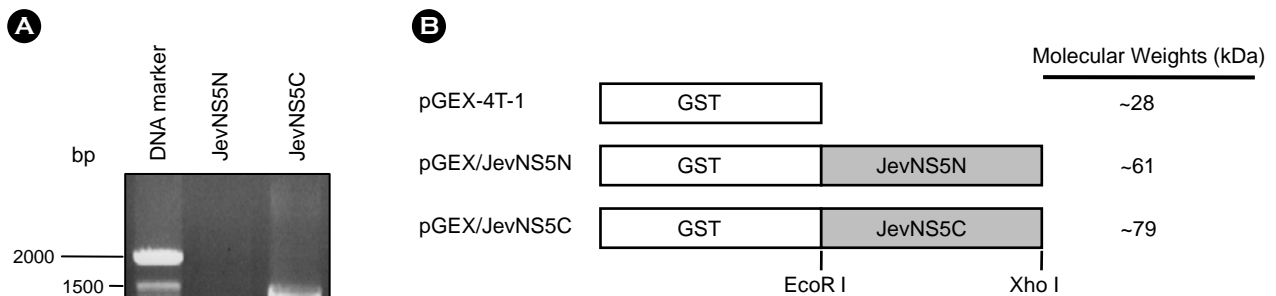 A
DNA marker
JevNS5N
JevNS5C
bp
2000
1500
B
Molecular Weights (kDa)
pGEX-4T-1
GST
~28
pGEX/JevNS5N
GST
JevNS5N
~61
pGEX/JevNS5C
GST
JevNS5C
~79
EcoR I
Xho I